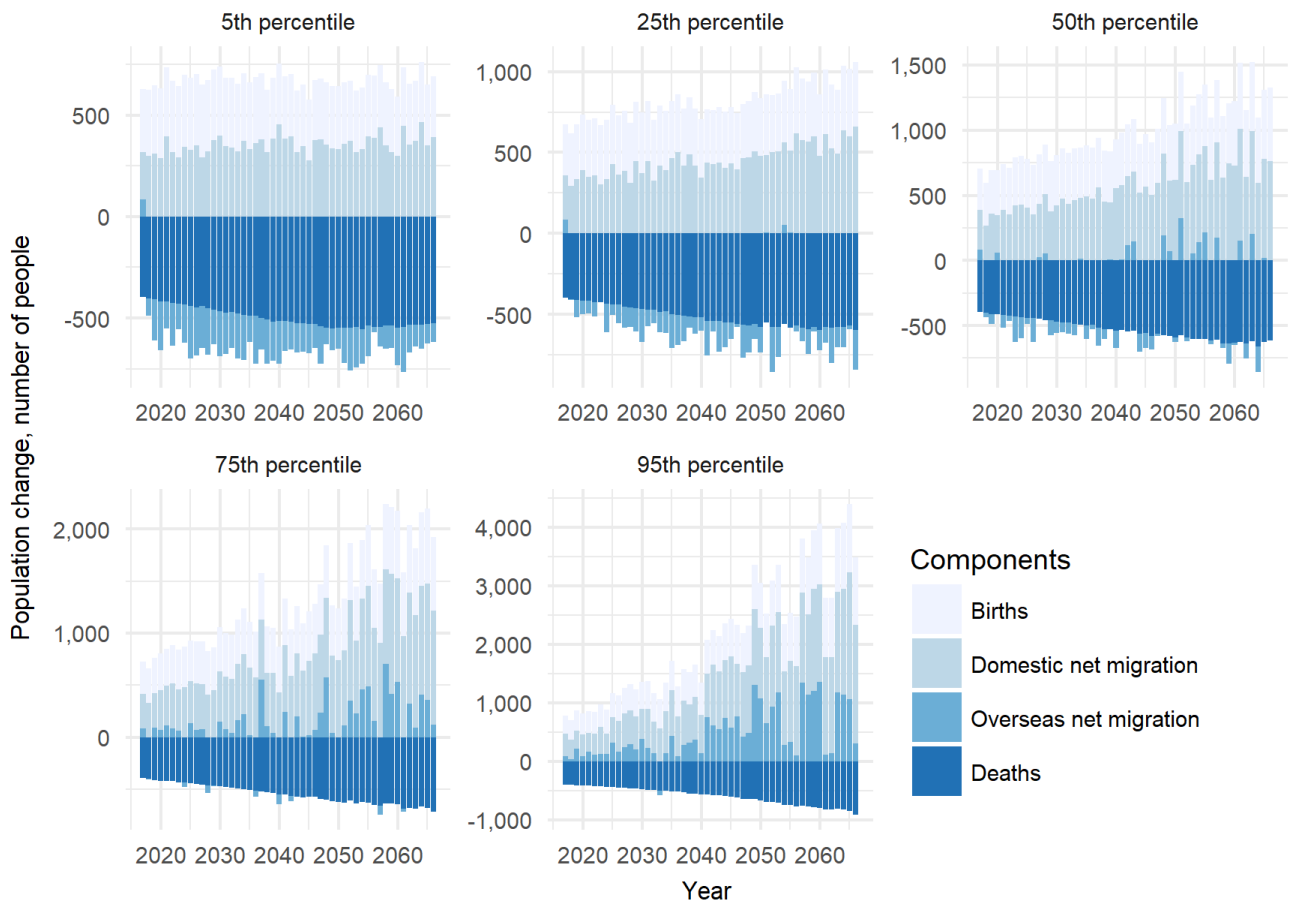 5th percentile
25th percentile
50th percentile
500
0
-500
1,000
500
0
-500
1,500
1,000
500
0
-500
2020 2030 2040 2050 2060
2020 2030 2040 2050 2060
2020 2030 2040 2050 2060
Population change, number of people
75th percentile
95th percentile
2,000
1,000
0
4,000
3,000
2,000
1,000
0
-1,000
2020 2030 2040 2050 2060
2020 2030 2040 2050 2060
Year
Components
Births
Domestic net migration
Overseas net migration
Deaths